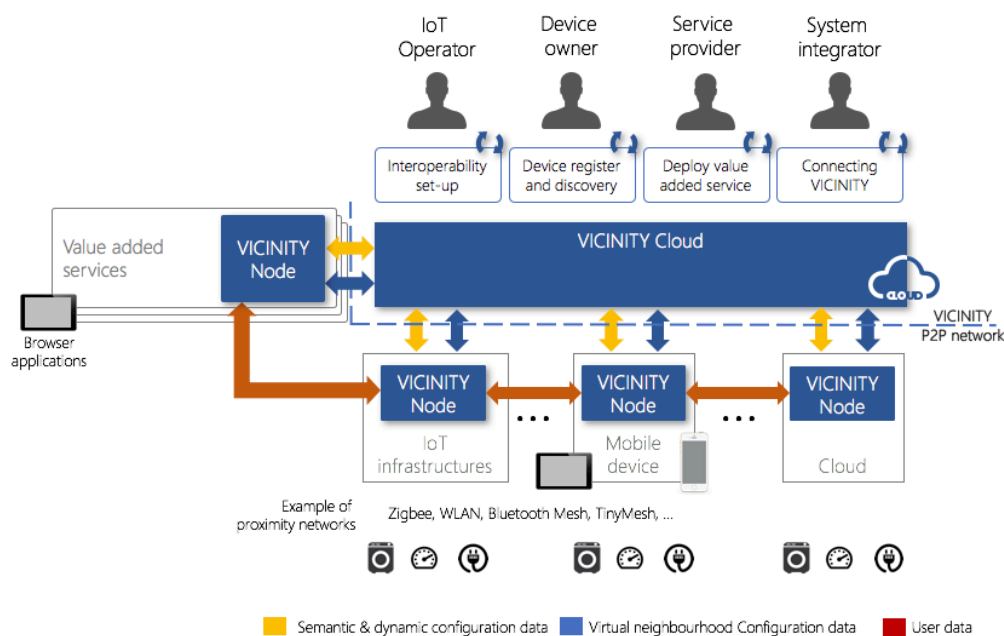 IoT
Operator
Device
owner
Service
provider
System
integrator
Interoperability
set-up
Device register
and discovery
Deploy value
added service
Connecting
VICINITY
Value added
services
VICINITY
Node
VICINITY Cloud
CLOUD
Browser
applications
VICINITY
P2P network
VICINITY
Node
VICINITY
Node
VICINITY
Node
...
...
IoT
infrastructures
Mobile
device
Cloud
Example of
proximity networks
Zigbee, WLAN, Bluetooth Mesh, TinyMesh, ...
Semantic & dynamic configuration data
Virtual neighbourhood Configuration data
User data